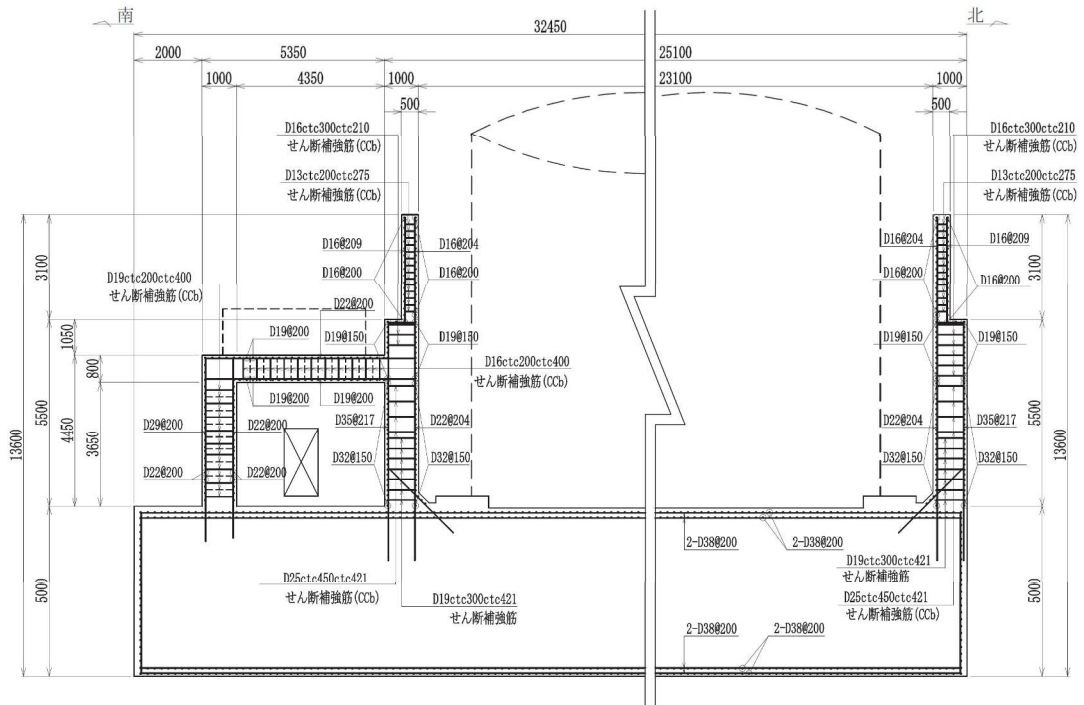 南
北
32450
2000
5350
25100
1000
4350
1000
23100
1000
500
500
D16ctc300ctc210
せん断補強筋(CCb)
D13ctc200ctc275
せん断補強筋(CCb)
D16ctc300ctc210
せん断補強筋(CCb)
D13ctc200ctc275
せん断補強筋(CCb)
D16@209
D16@204
D16@204
D16@209
D19ctc200ctc400
せん断補強筋(CCb)
D16@200
D16@200
D16@200
D16@200
D22@200
D19@200
D19@150
D19@150
D19@150
D19@150
D16ctc200ctc400
せん断補強筋(CCb)
D19@200
D19@200
D29@200
D22@200
D35@217
D22@204
D22@204
D35@217
D22@200
D22@200
D32@150
D32@150
D32@150
D32@150
13600
3100
5500
5000
1050
4450
800
3650
3100
5500
5000
13600
2-D38@200
2-D38@200
D25ctc450ctc421
せん断補強筋(CCb)
D19ctc300ctc421
せん断補強筋
D19ctc300ctc421
せん断補強筋
D25ctc450ctc421
せん断補強筋(CCb)
2-D38@200
2-D38@200